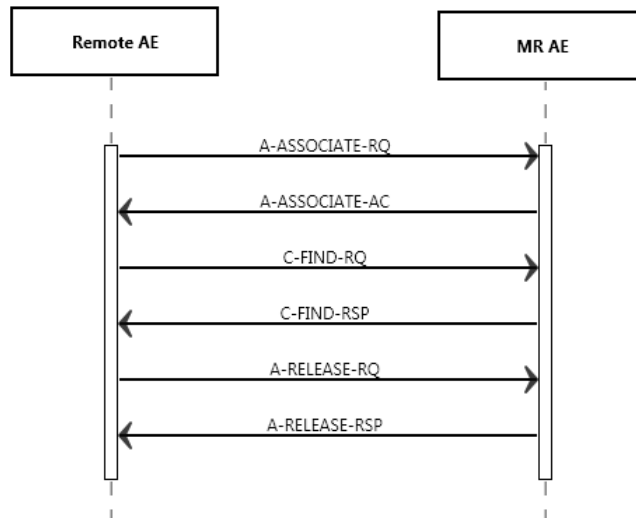 Remote AE
MR AE
A-ASSOCIATE-RQ
A-ASSOCIATE-AC
C-FIND-RQ
C-FIND-RSP
A-RELEASE-RQ
A-RELEASE-RSP